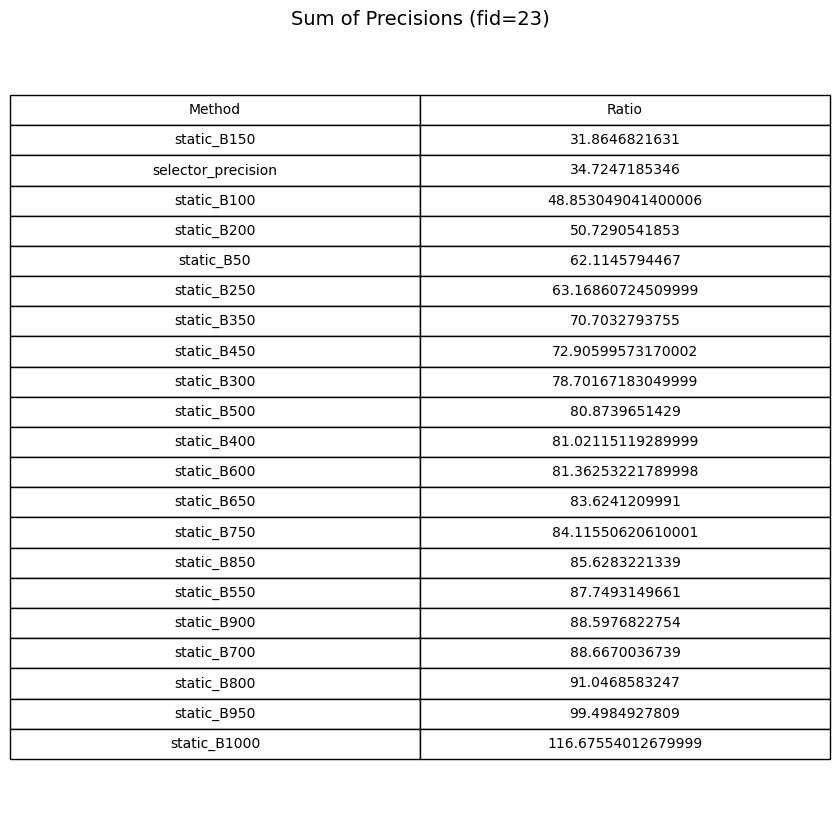 Sum of Precisions (fid=23)
Method Ratio
static_B150 31.8646821631
selector_precision 34.7247185346
static_B100 48.853049041400006
static_B200 50.7290541853
static_B50 62.1145794467
static_B250 63.16860724509999
static_B350 70.7032793755
static_B450 72.90599573170002
static_B300 78.70167183049999
static_B500 80.8739651429
static_B400 81.02115119289999
static_B600 81.36253221789998
static_B650 83.6241209991
static_B750 84.11550620610001
static_B850 85.6283221339
static_B550 87.7493149661
static_B900 88.5976822754
static_B700 88.6670036739
static_B800 91.0468583247
static_B950 99.4984927809
static_B1000 116.67554012679999